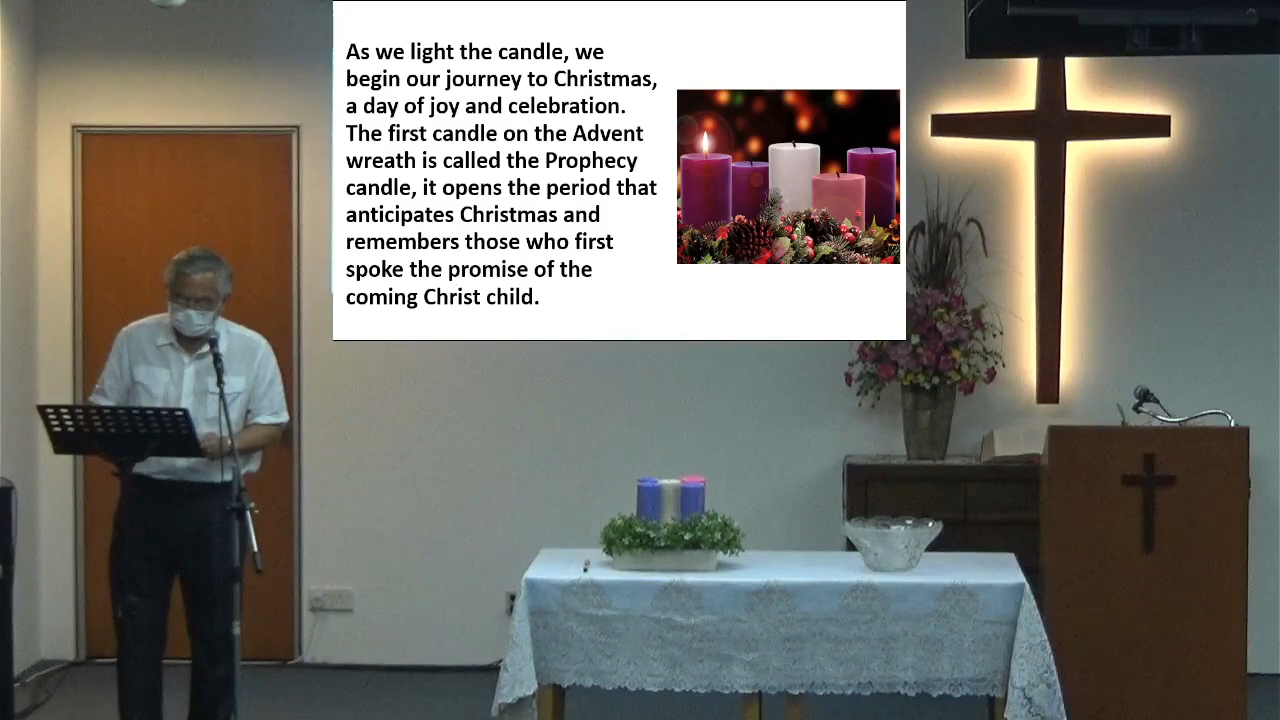 As we light the candle, we
begin our journey to Christmas,
a day of joy and celebration.
The first candle on the Advent
wreath is called the Prophecy
candle, it opens the period that
anticipates Christmas and
remembers those who first
spoke the promise of the
coming Christ child.